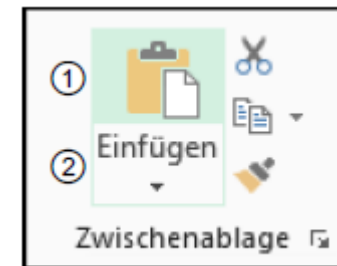 ①
Einfügen
②
Zwischenablage